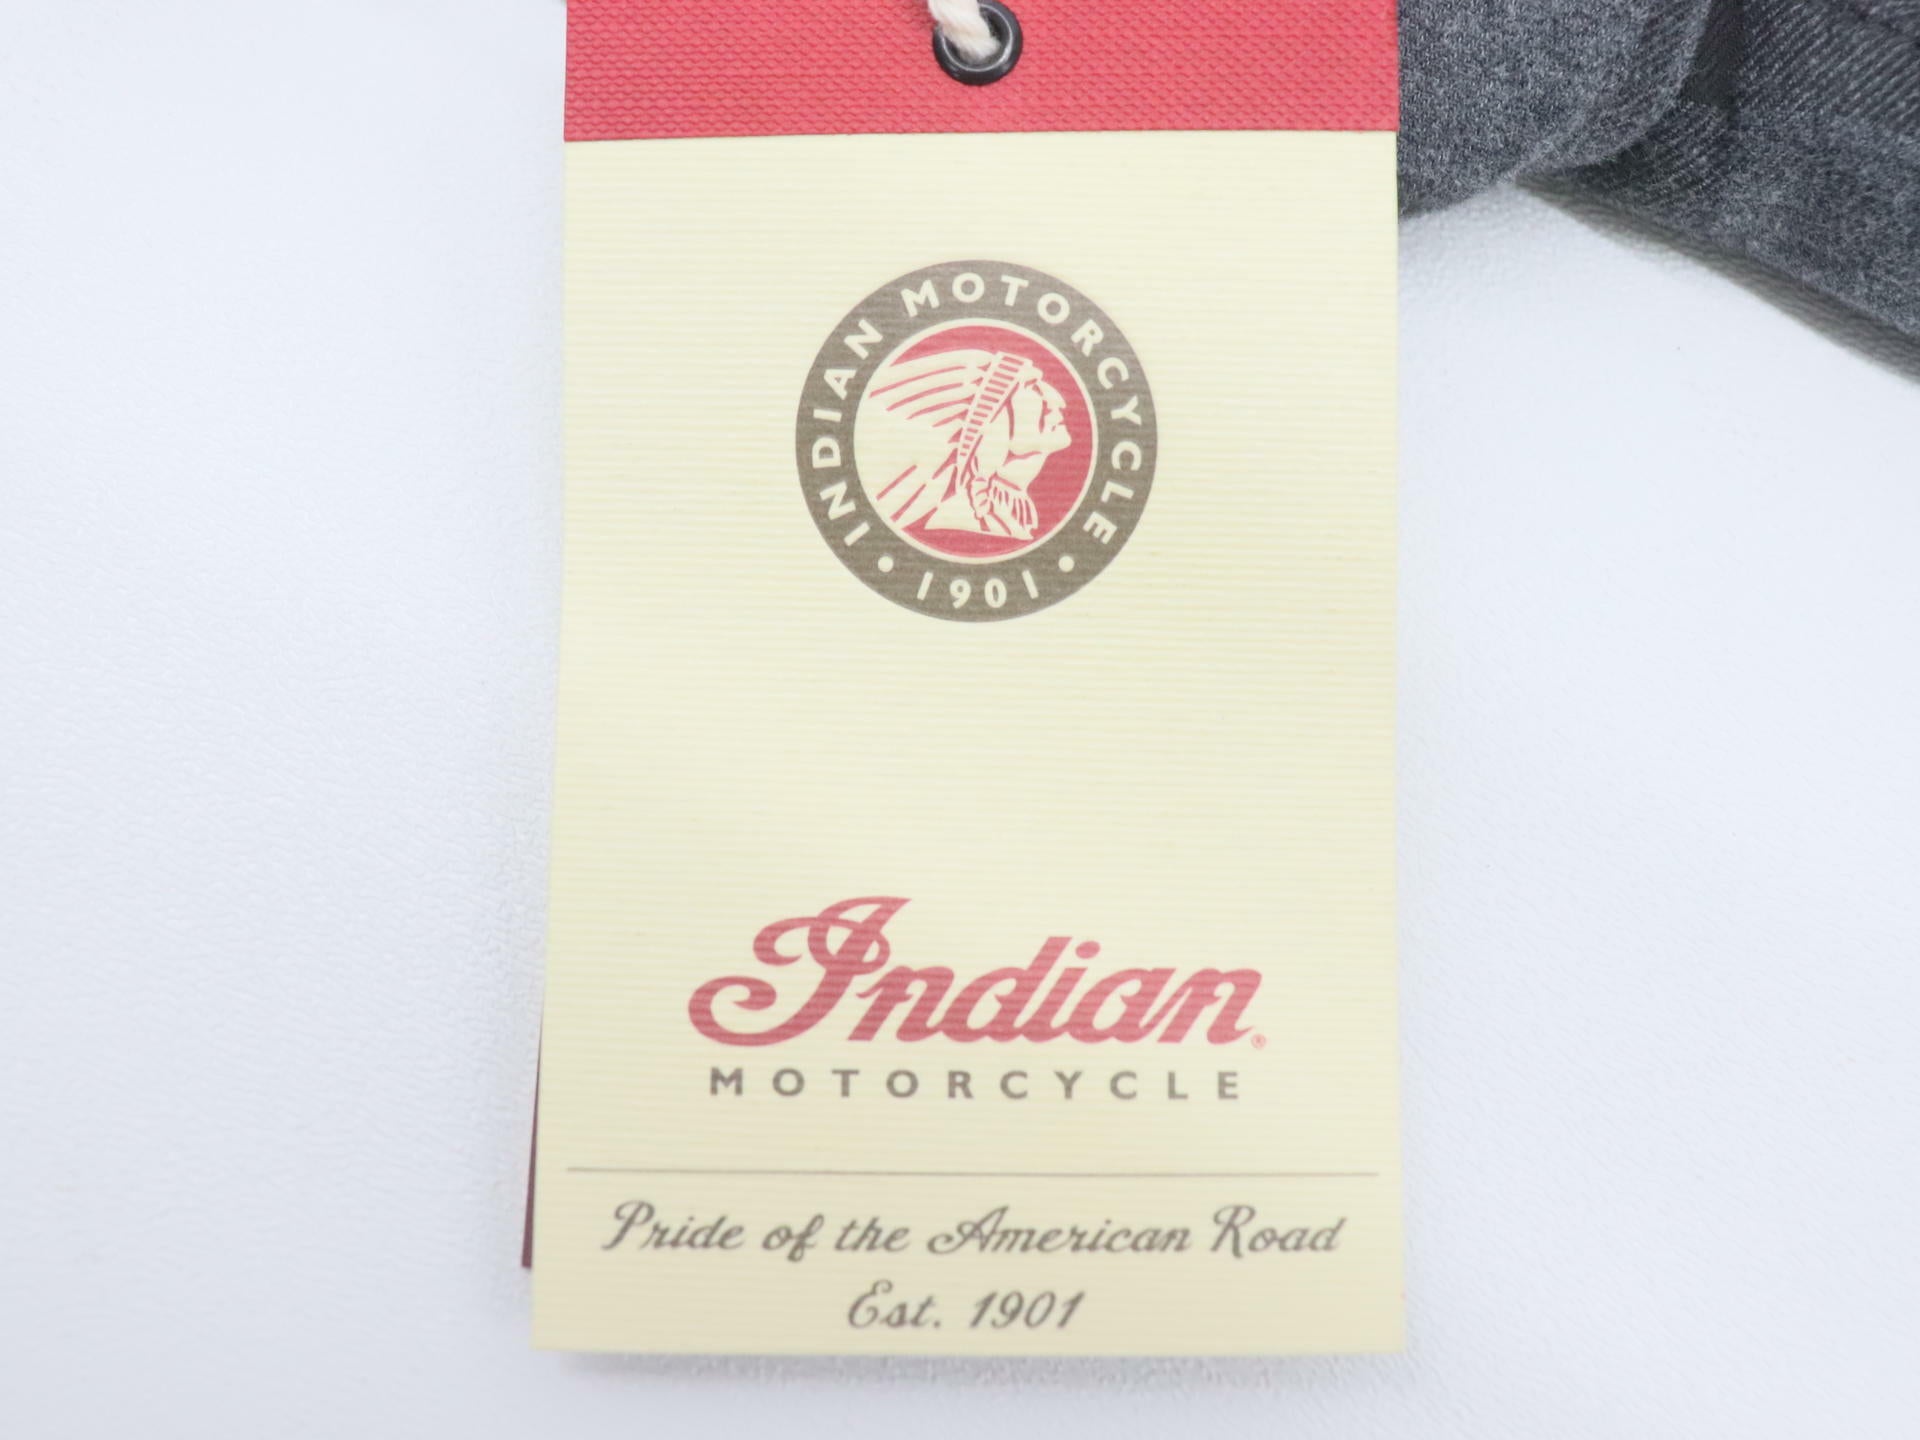 INDIAN MOTORCYCLE
• 1901 •
Indian®
MOTORCYCLE
Pride of the American Road
Est. 1901